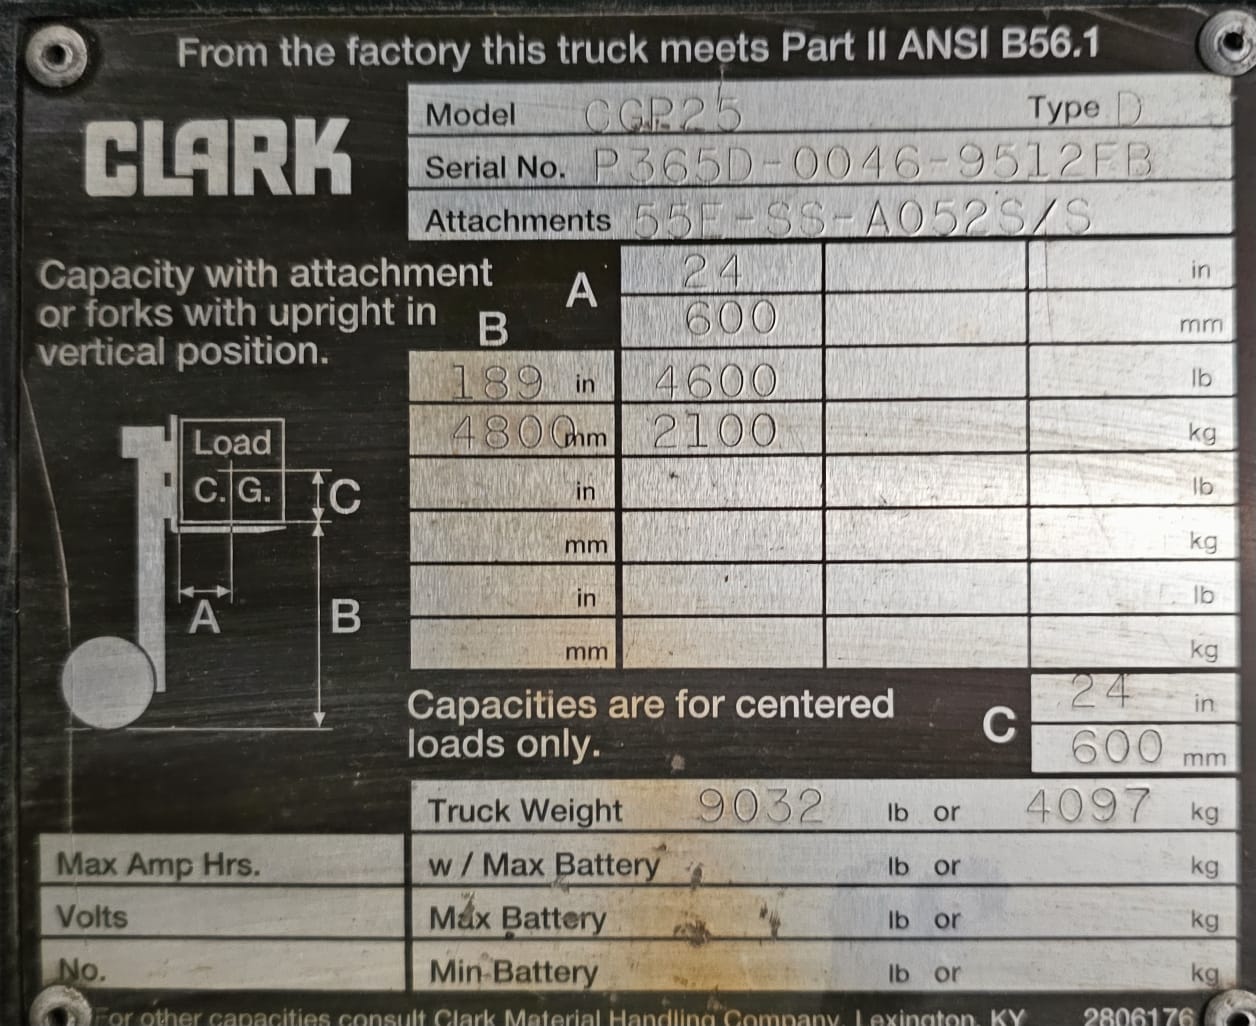 From the factory this truck meets Part II ANSI B56.1
CLARK
Model CGP25 Type D
Serial No. P365D-0046-9512FB
Attachments 55F-SS-A052S/S
Capacity with attachment
or forks with upright in
vertical position.
A 24 in
600 mm
B
189 in 4600 lb
4800mm 2100 kg
in lb
mm kg
in lb
mm kg
Load
C. G.
C
A
B
Capacities are for centered
loads only.
C 24 in
600 mm
Truck Weight 9032 lb or 4097 kg
Max Amp Hrs. w / Max Battery lb or kg
Volts Max Battery lb or kg
No. Min Battery lb or kg
For other capacities consult Clark Material Handling Company, Lexington, KY 2806176